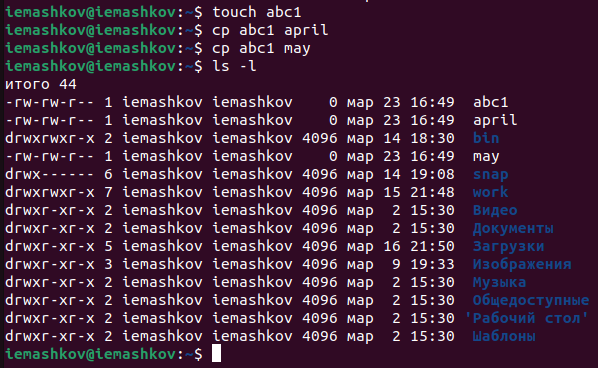 iemashkov@iemashkov:~$ touch abc1
iemashkov@iemashkov:~$ cp abc1 april
iemashkov@iemashkov:~$ cp abc1 may
iemashkov@iemashkov:~$ ls -l
итого 44
-rw-rw-r-- 1 iemashkov iemashkov    0 мар 23 16:49  abc1
-rw-rw-r-- 1 iemashkov iemashkov    0 мар 23 16:49  april
drwxrwxr-x 2 iemashkov iemashkov 4096 мар 14 18:30  bin
-rw-rw-r-- 1 iemashkov iemashkov    0 мар 23 16:49  may
drwx------ 6 iemashkov iemashkov 4096 мар 14 19:08  snap
drwxrwxr-x 7 iemashkov iemashkov 4096 мар 15 21:48  work
drwxr-xr-x 2 iemashkov iemashkov 4096 мар  2 15:30  Видео
drwxr-xr-x 2 iemashkov iemashkov 4096 мар  2 15:30  Документы
drwxr-xr-x 5 iemashkov iemashkov 4096 мар 16 21:50  Загрузки
drwxr-xr-x 3 iemashkov iemashkov 4096 мар  9 19:33  Изображения
drwxr-xr-x 2 iemashkov iemashkov 4096 мар  2 15:30  Музыка
drwxr-xr-x 2 iemashkov iemashkov 4096 мар  2 15:30  Общедоступные
drwxr-xr-x 2 iemashkov iemashkov 4096 мар  2 15:30 'Рабочий стол'
drwxr-xr-x 2 iemashkov iemashkov 4096 мар  2 15:30  Шаблоны
iemashkov@iemashkov:~$